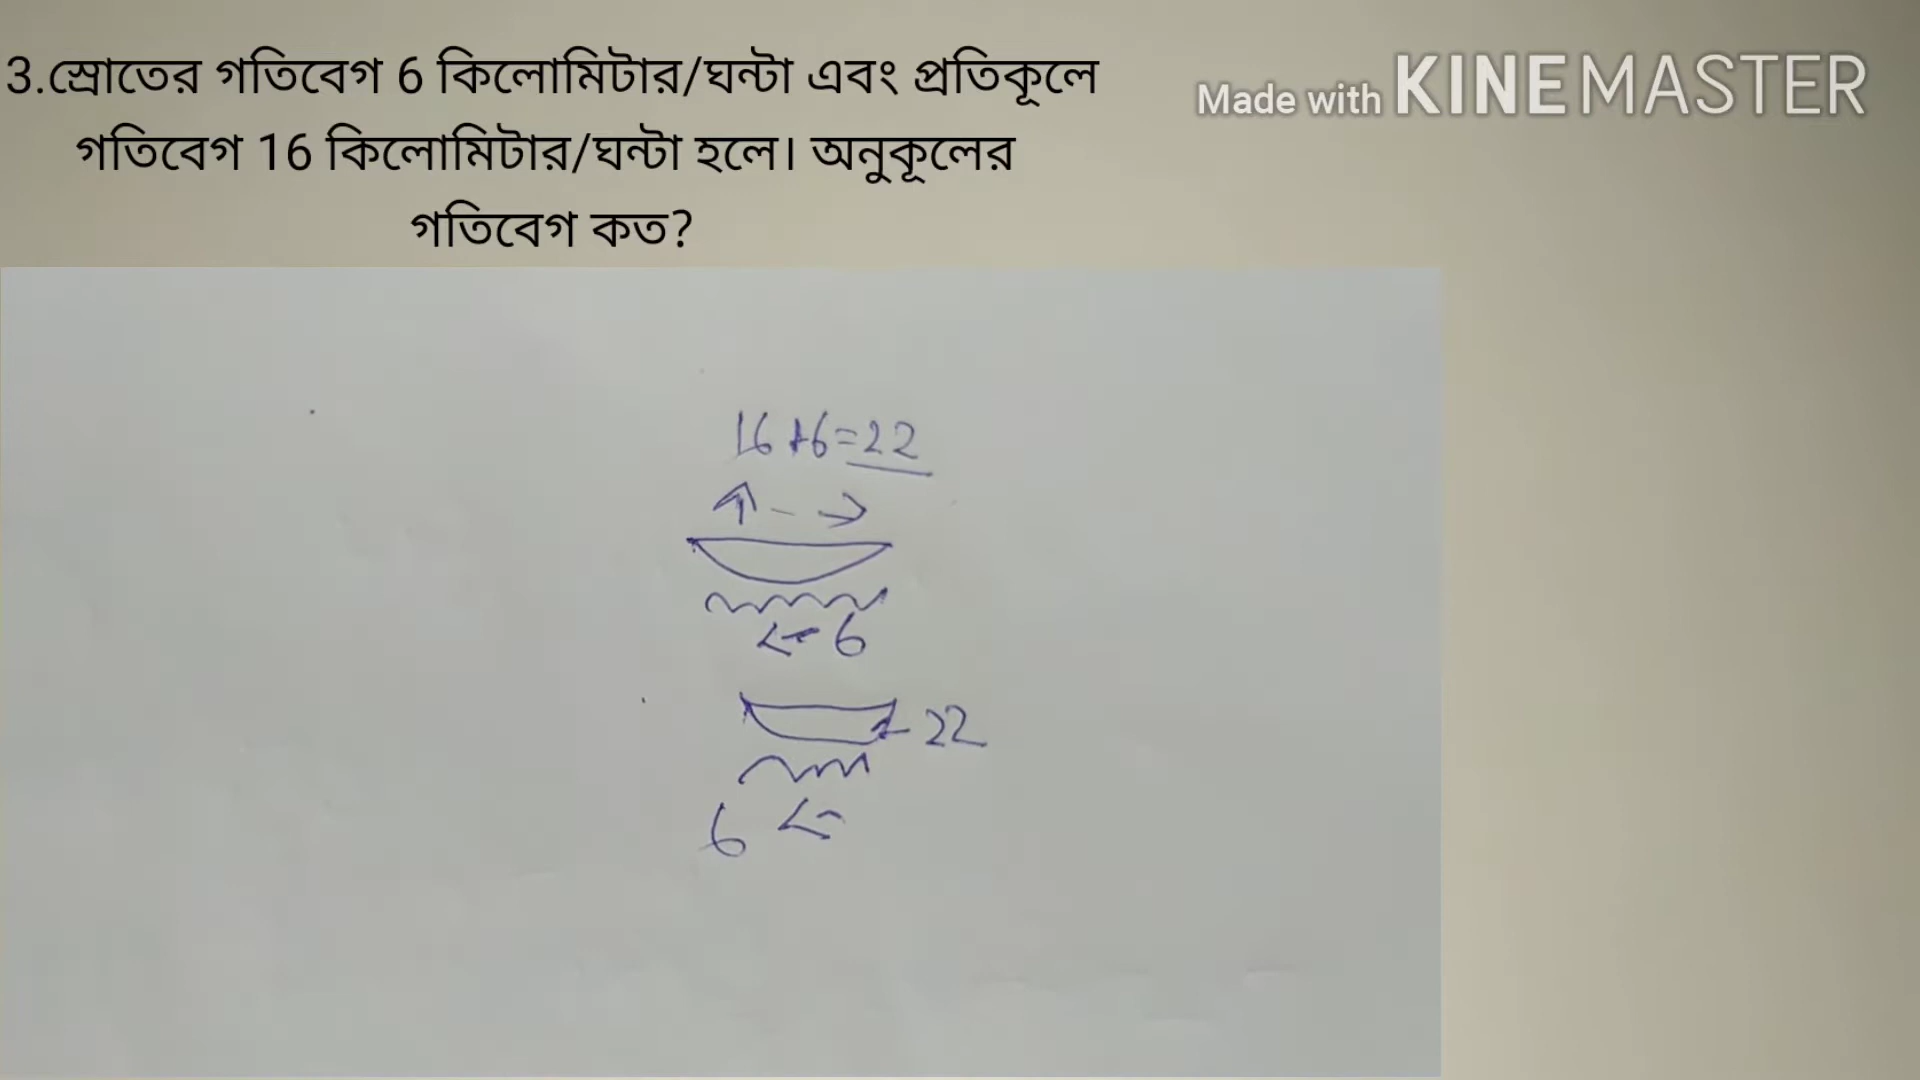 3.স্রোতের গতিবেগ 6 কিলোমিটার/ঘন্টা এবং প্রতিকূলে
গতিবেগ 16 কিলোমিটার/ঘন্টা হলে। অনুকূলের
গতিবেগ কত?
Made with KINEMASTER
16+6=22
6
22
6